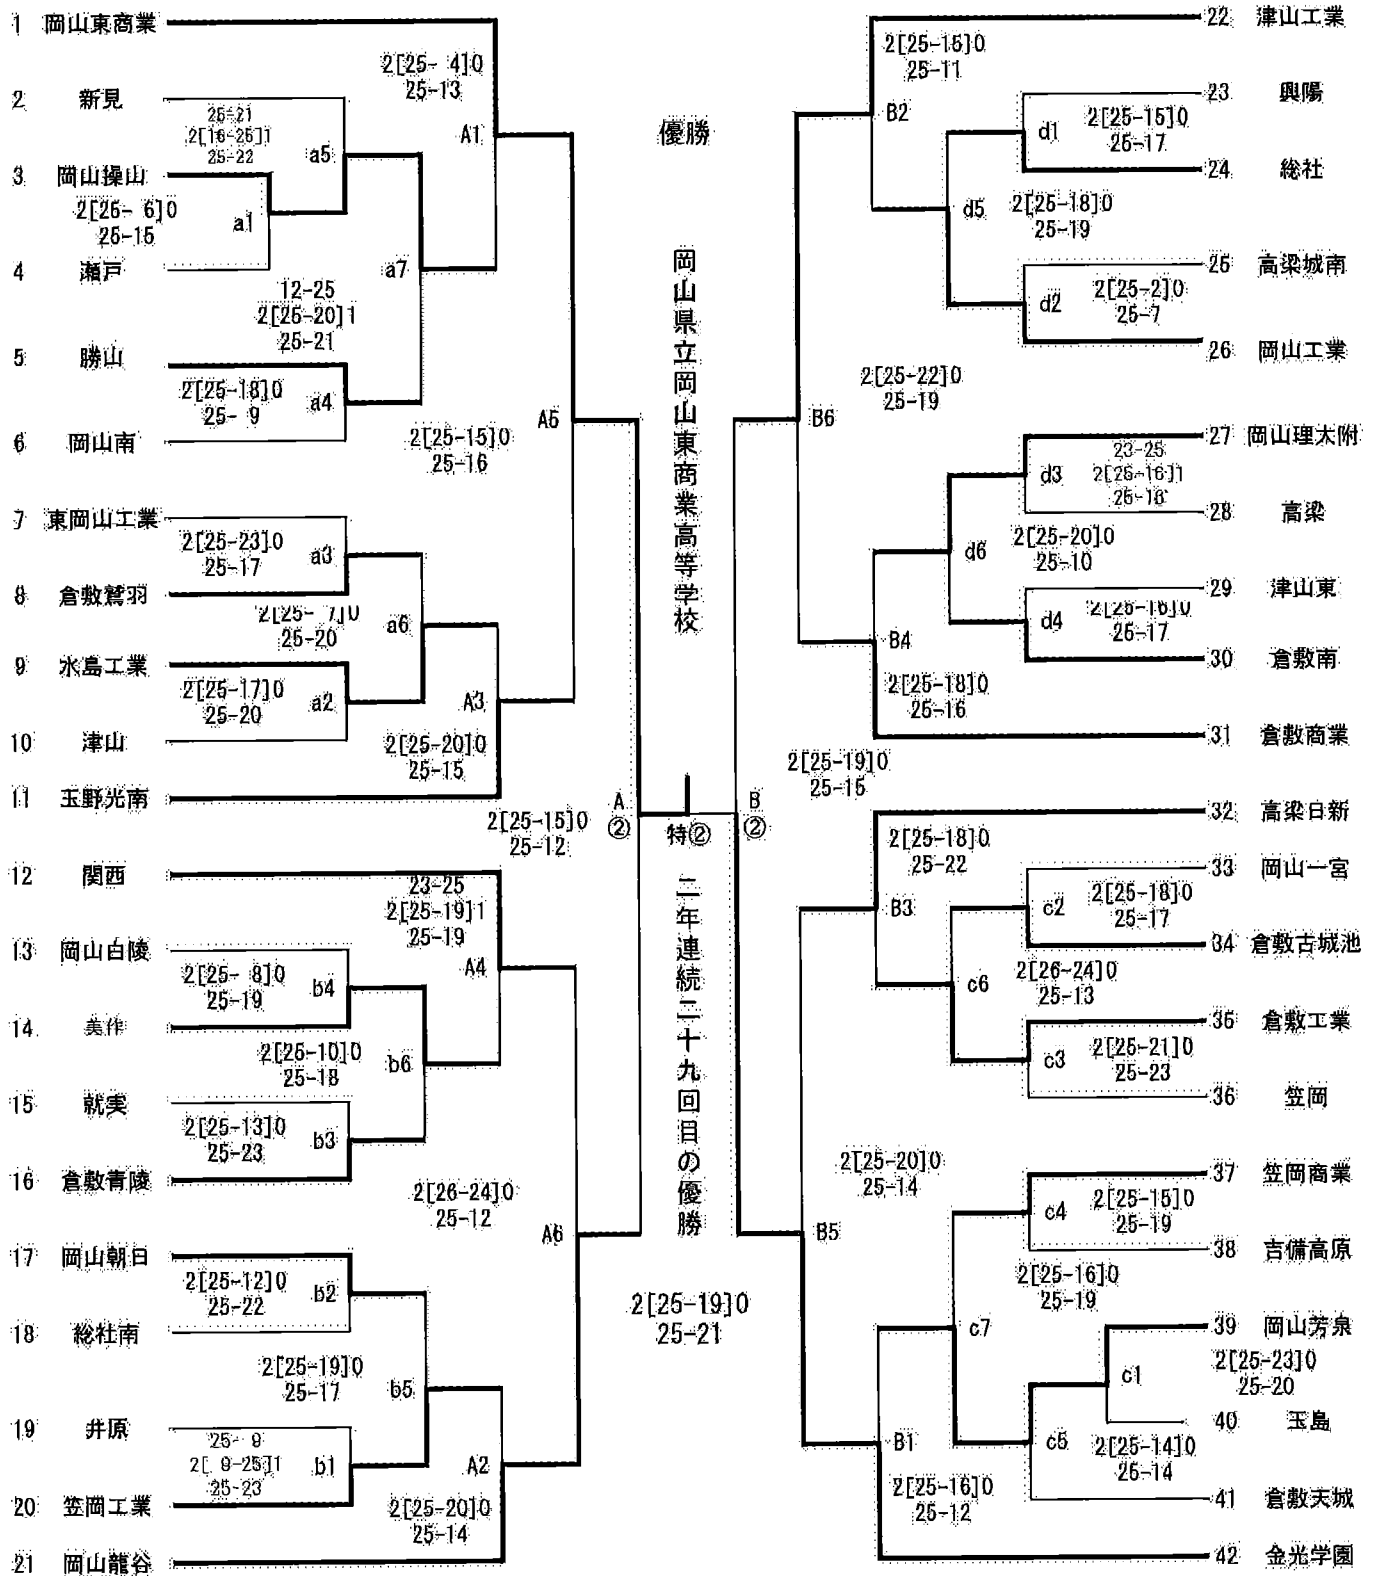 1 岡山東商業
2[25- 4]0
25-13
2 新見
25-21
2[16-25]1
25-22
a5
A1
3 岡山操山
2[25- 6]0
25-15
a1
4 瀬戸
a7
12-25
2[25-20]1
25-21
5 勝山
2[25-18]0
25- 9
a4
6 岡山南
A5
2[25-15]0
25-16
7 東岡山工業
2[25-23]0
25-17
a3
8 倉敷鷲羽
2[25- 7]0
25-20
a6
9 水島工業
2[25-17]0
25-20
a2
A3
10 津山
2[25-20]0
25-15
11 玉野光南
2[25-15]0
25-12
A
②
12 関西
23-25
2[25-19]1
25-19
A4
13 岡山白陵
2[25- 8]0
25-19
b4
14 美作
2[25-10]0
25-18
b6
15 就実
2[25-13]0
25-23
b3
16 倉敷青陵
2[26-24]0
25-12
A6
17 岡山朝日
2[25-12]0
25-22
b2
18 総社南
2[25-19]0
25-17
b5
19 井原
25- 9
2[ 9-25]1
25-23
b1
A2
20 笠岡工業
2[25-20]0
25-14
21 岡山龍谷
優勝
岡山県立岡山東商業高等学校
特②
二年連続二十九回目の優勝
2[25-19]0
25-21
22 津山工業
2[25-15]0
25-11
B2
23 興陽
2[25-15]0
25-17
d1
24 総社
d5
2[25-18]0
25-19
25 高梁城南
2[25-2]0
25-7
d2
26 岡山工業
2[25-22]0
25-19
B6
27 岡山理大附
23-25
2[25-16]1
25-18
d3
28 高梁
d6
2[25-20]0
25-10
29 津山東
2[25-16]0
25-17
d4
30 倉敷南
B4
2[25-18]0
25-16
31 倉敷商業
2[25-19]0
25-15
B
②
32 高梁日新
2[25-18]0
25-22
B3
33 岡山一宮
2[25-18]0
25-17
c2
34 倉敷古城池
c6
2[26-24]0
25-13
35 倉敷工業
2[25-21]0
25-23
c3
36 笠岡
2[25-20]0
25-14
B5
37 笠岡商業
2[25-15]0
25-19
c4
38 吉備高原
2[25-16]0
25-19
c7
39 岡山芳泉
2[25-23]0
25-20
c1
40 玉島
c5
2[25-14]0
25-14
B1
2[25-16]0
25-12
41 倉敷天城
42 金光学園